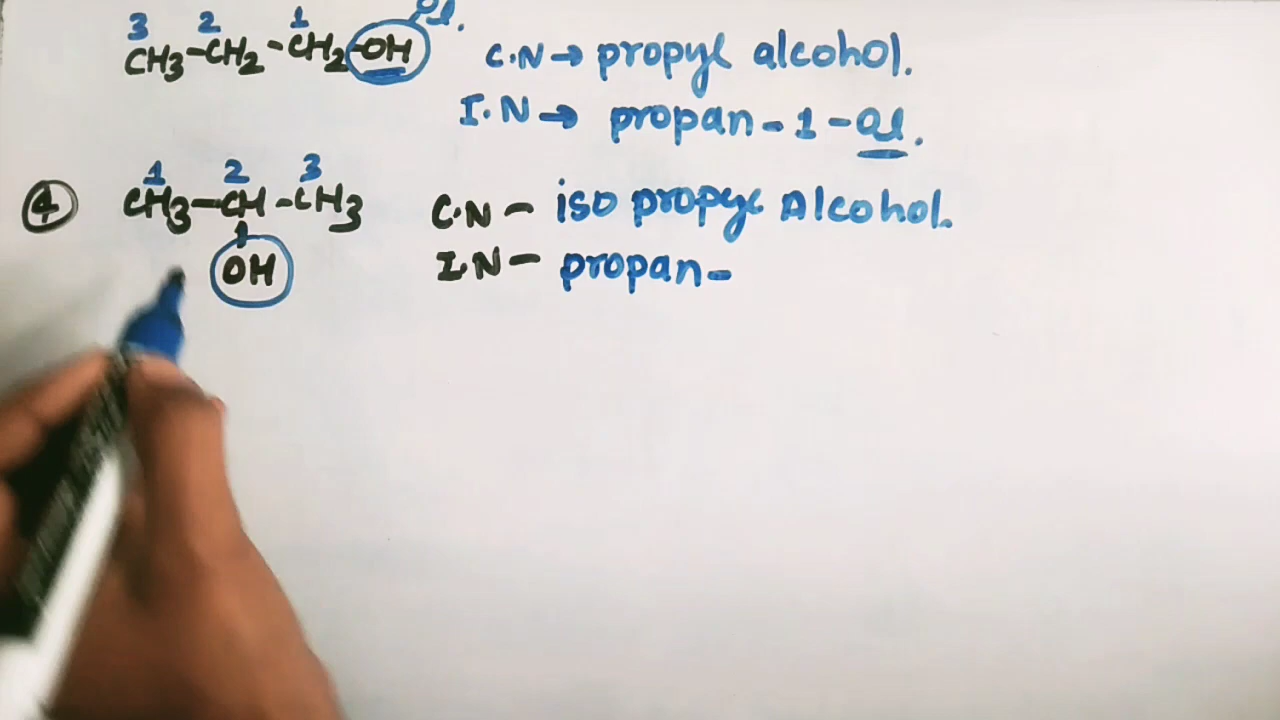 3 2 1 ol.
CH3-CH2-CH2-OH C.N → propyl alcohol.
I.N → propan-1-ol.
1 2 3
④ CH3-CH-CH3 C.N - iso propyl Alcohol.
OH I.N - propan-